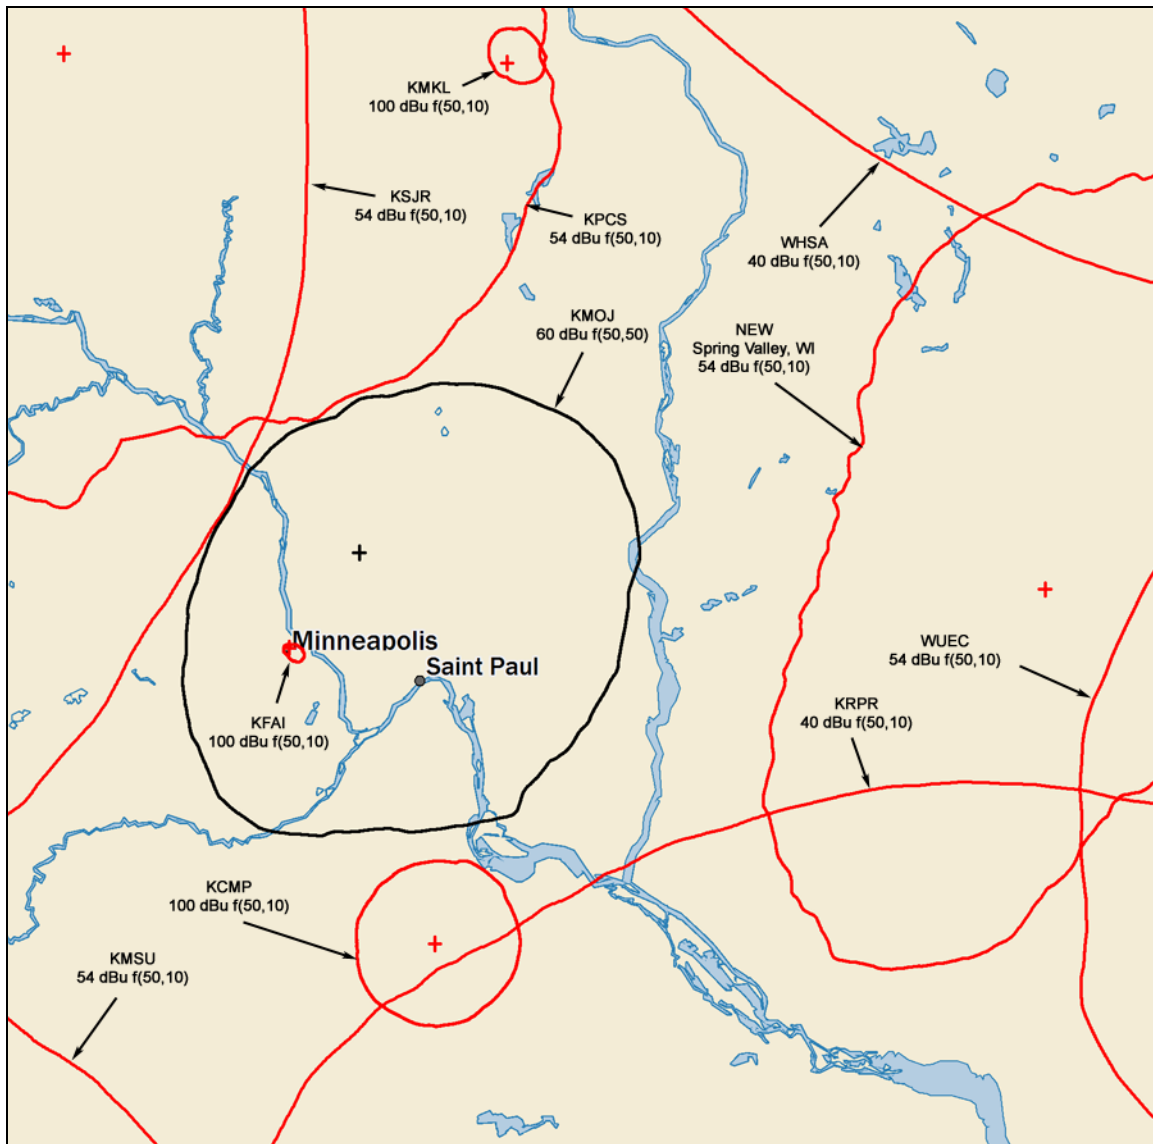 KMKL
100 dBu f(50,10)
KSJR
54 dBu f(50,10)
KPCS
54 dBu f(50,10)
WHSA
40 dBu f(50,10)
KMOJ
60 dBu f(50,50)
NEW
Spring Valley, WI
54 dBu f(50,10)
Minneapolis
Saint Paul
WUEC
54 dBu f(50,10)
KRPR
40 dBu f(50,10)
KFAI
100 dBu f(50,10)
KCMP
100 dBu f(50,10)
KMSU
54 dBu f(50,10)